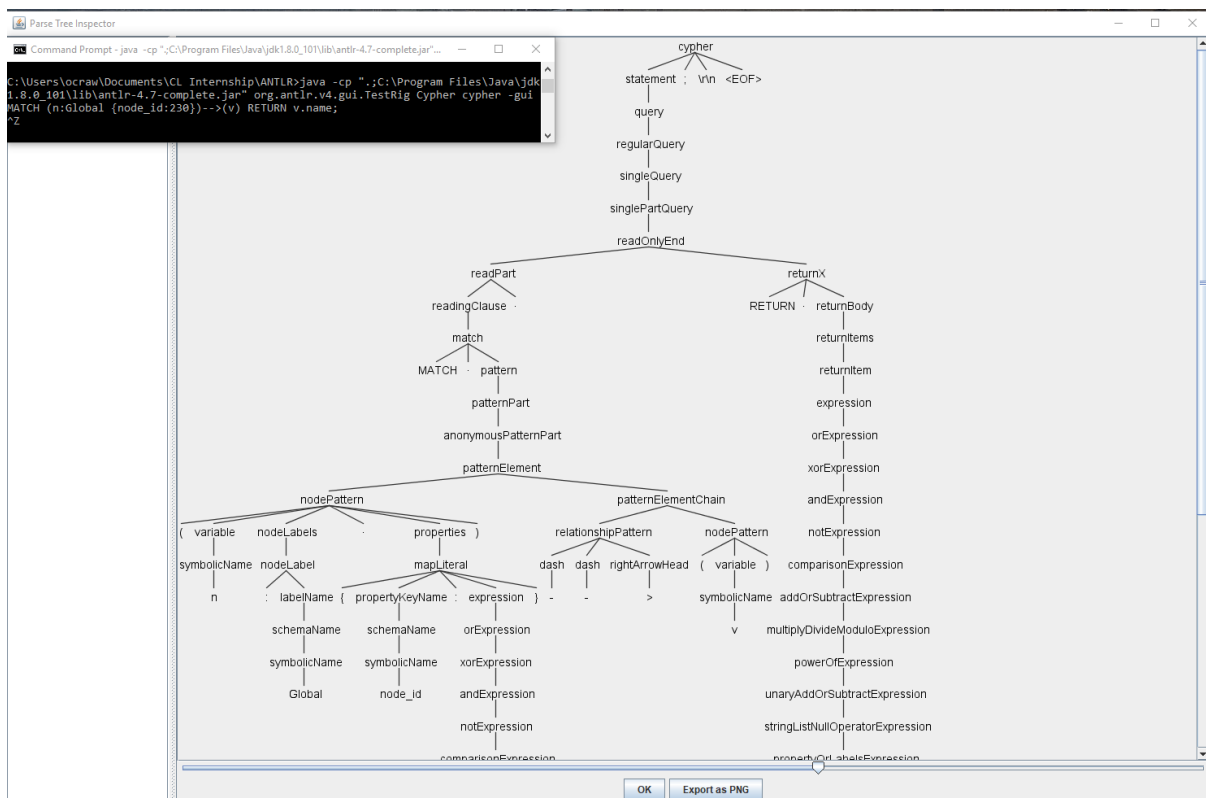 Parse Tree Inspector
Command Prompt - java -cp ".;C:\Program Files\Java\jdk1.8.0_101\lib\antlr-4.7-complete.jar"...
C:\Users\ocraw\Documents\CL Internship\ANTLR>java -cp ".;C:\Program Files\Java\jdk
1.8.0_101\lib\antlr-4.7-complete.jar" org.antlr.v4.gui.TestRig Cypher cypher -gui
MATCH (n:Global {node_id:230})-->(v) RETURN v.name;
^Z
cypher
statement ; \r\n <EOF>
query
regularQuery
singleQuery
singlePartQuery
readOnlyEnd
readPart returnX
readingClause · RETURN · returnBody
match returnItems
MATCH · pattern returnItem
patternPart expression
anonymousPatternPart orExpression
patternElement xorExpression
nodePattern patternElementChain andExpression
( variable nodeLabels · properties ) relationshipPattern nodePattern notExpression
symbolicName nodeLabel mapLiteral dash dash rightArrowHead ( variable ) comparisonExpression
n : labelName { propertyKeyName : expression } - - > symbolicName addOrSubtractExpression
schemaName schemaName orExpression v multiplyDivideModuloExpression
symbolicName symbolicName xorExpression powerOfExpression
Global node_id andExpression unaryAddOrSubtractExpression
notExpression stringListNullOperatorExpression
comparisonExpression propertyOrLabelsExpression
OK Export as PNG